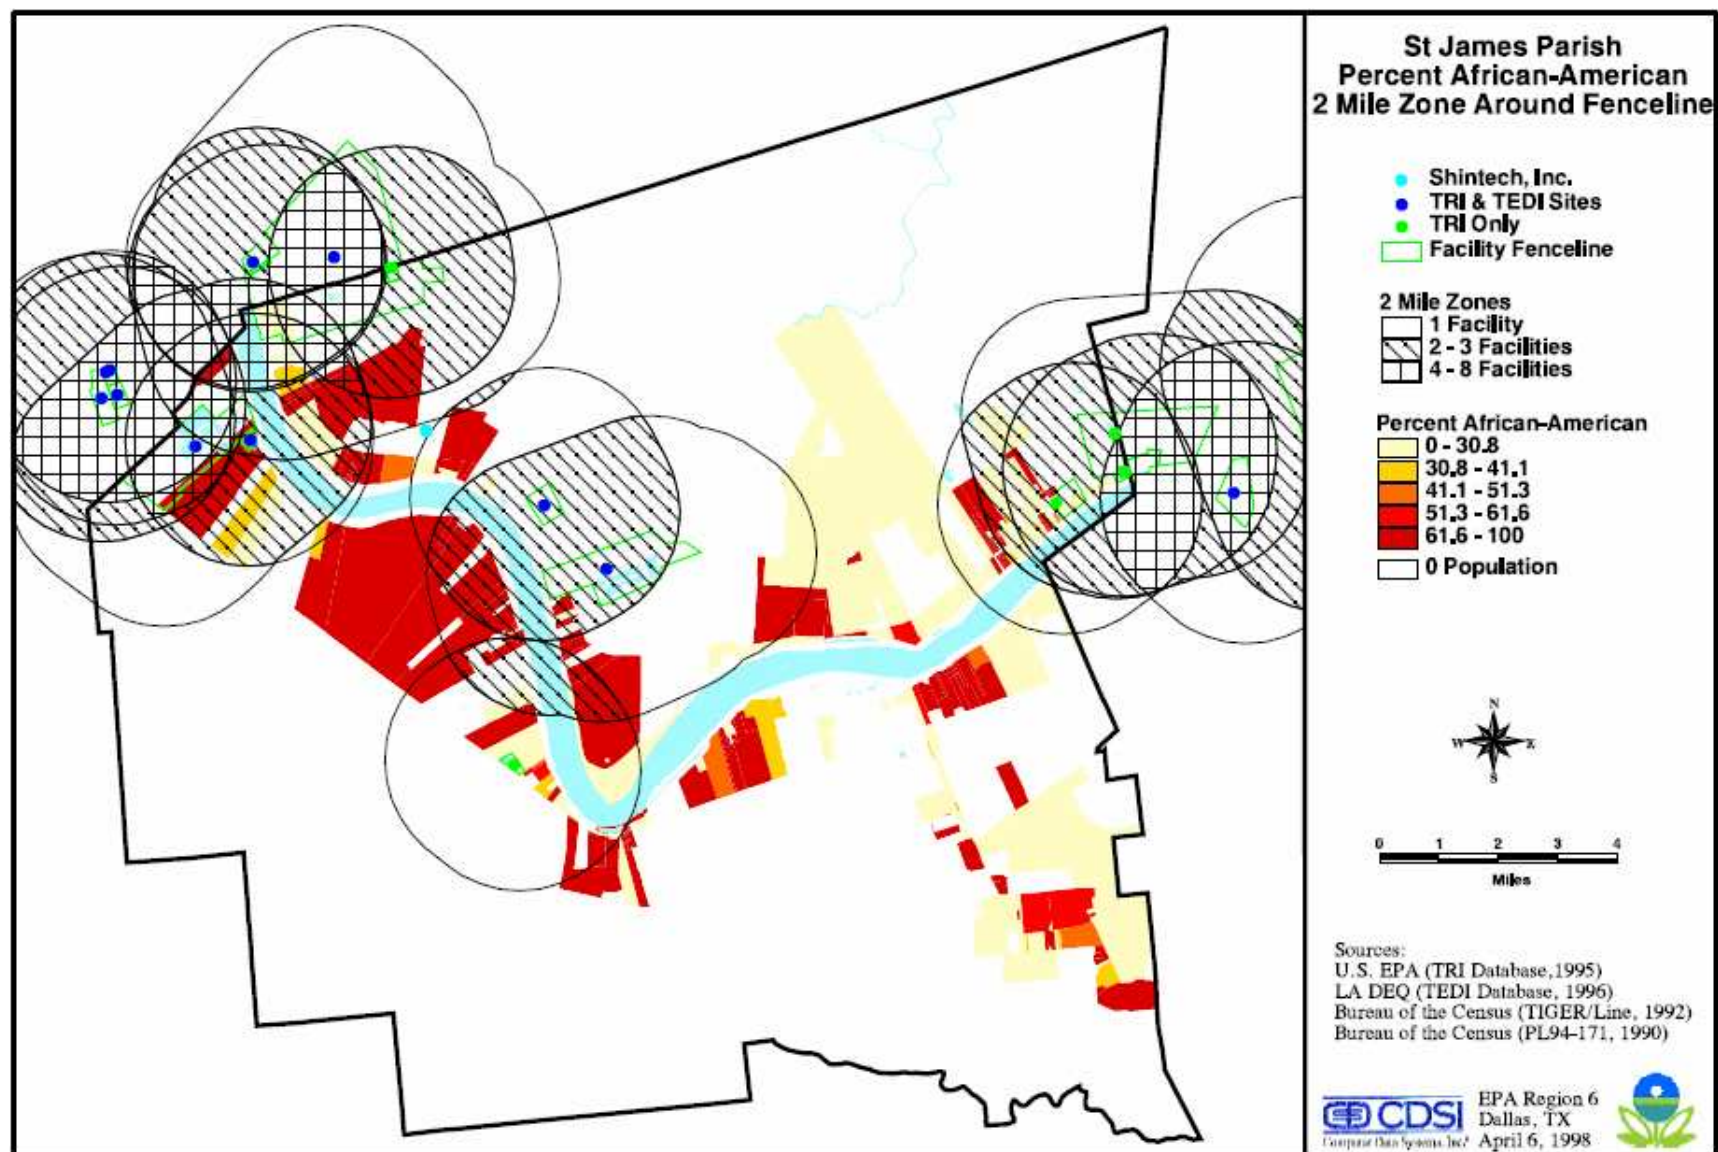 St James Parish
Percent African-American
2 Mile Zone Around Fenceline
Shintech, Inc.
TRI & TEDI Sites
TRI Only
Facility Fenceline
2 Mile Zones
1 Facility
2 - 3 Facilities
4 - 8 Facilities
Percent African-American
0 - 30.8
30.8 - 41.1
41.1 - 51.3
51.3 - 61.6
61.6 - 100
0 Population
N
W E
S
0 1 2 3 4
Miles
Sources:
U.S. EPA (TRI Database,1995)
LA DEQ (TEDI Database, 1996)
Bureau of the Census (TIGER/Line, 1992)
Bureau of the Census (PL94-171, 1990)
CDSI
Computer Data Systems, Inc.
EPA Region 6
Dallas, TX
April 6, 1998